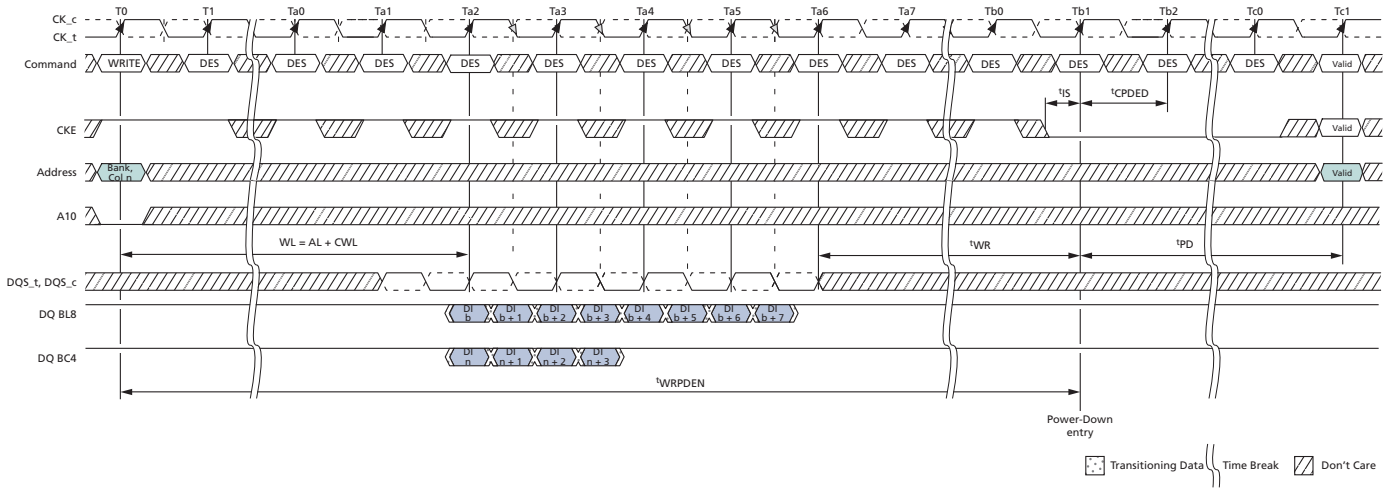 T0 T1 Ta0 Ta1 Ta2 Ta3 Ta4 Ta5 Ta6 Ta7 Tb0 Tb1 Tb2 Tc0 Tc1
CK_c
CK_t
Command WRITE DES DES DES DES DES DES DES DES DES DES DES DES DES Valid
tIS tCPDED
CKE Valid
Address Bank, Valid
Col n
A10
WL = AL + CWL tWR tPD
DQS_t, DQS_c
DQ BL8 DI DI DI DI DI DI DI DI
b b + 1 b + 2 b + 3 b + 4 b + 5 b + 6 b + 7
DQ BC4 DI DI DI DI
n n + 1 n + 2 n + 3
tWRPDEN
Power-Down
entry
Transitioning Data Time Break Don't Care